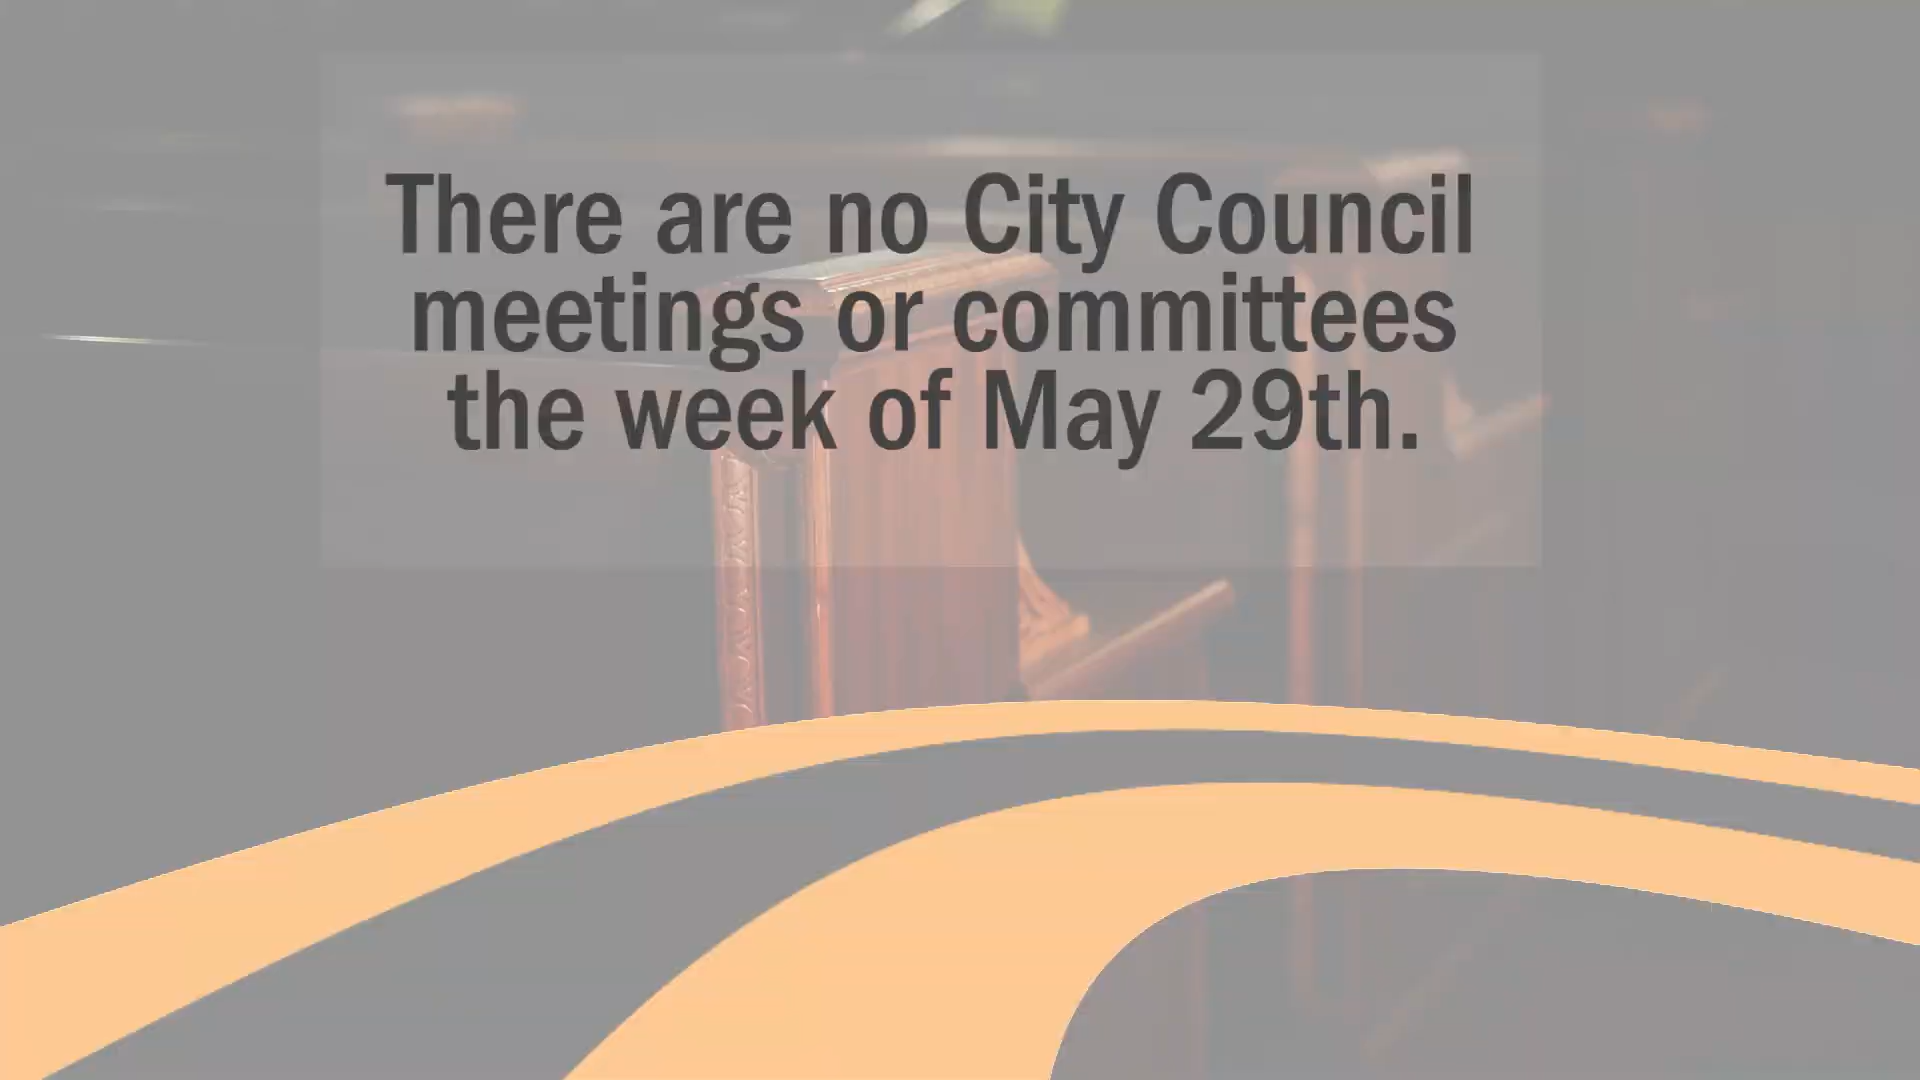 There are no City Council
meetings or committees
the week of May 29th.